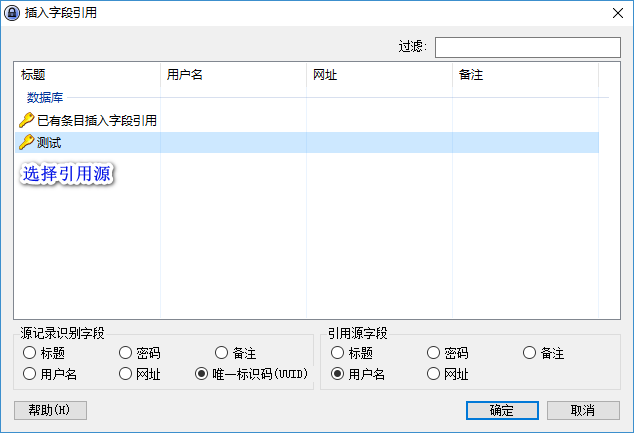 插入字段引用
过滤:
标题 用户名 网址 备注
数据库
已有条目插入字段引用
测试
选择引用源
源记录识别字段
标题 密码 备注
用户名 网址 唯一标识码(UUID)
引用源字段
标题 密码 备注
用户名 网址
帮助(H) 确定 取消